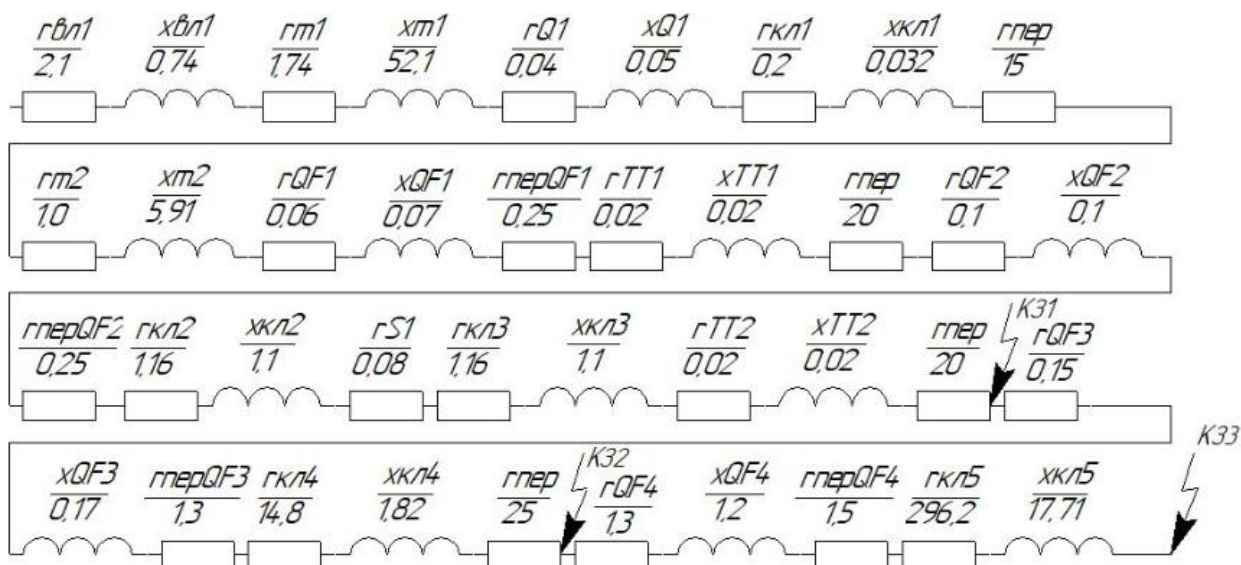 rвл1 xвл1 rт1 xт1 rQ1 xQ1 rкл1 xкл1 rпер
2,1 0,74 1,74 52,1 0,04 0,05 0,2 0,032 15
rт2 xт2 rQF1 xQF1 rперQF1 rТТ1 xТТ1 rпер rQF2 xQF2
1,0 5,91 0,06 0,07 0,25 0,02 0,02 20 0,1 0,1
К31
rперQF2 rкл2 xкл2 rS1 rкл3 xкл3 rТТ2 xТТ2 rпер rQF3
0,25 1,16 1,1 0,08 1,16 1,1 0,02 0,02 20 0,15
xQF3 rперQF3 rкл4 xкл4 rпер К32 rQF4 xQF4 rперQF4 rкл5 xкл5 К33
0,17 1,3 14,8 1,82 25 1,3 1,2 1,5 296,2 17,71